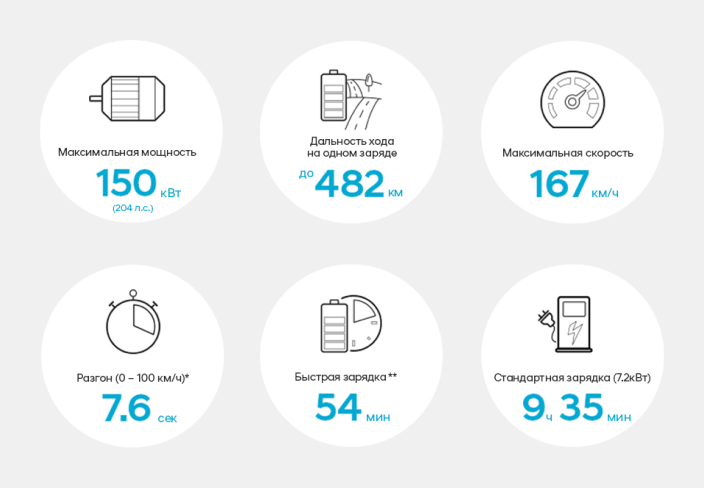 Максимальная мощность
150 кВт
(204 л.с.)
Дальность хода
на одном заряде
до 482 км
Максимальная скорость
167 км/ч
Разгон (0 – 100 км/ч)*
7.6 сек
Быстрая зарядка**
54 мин
Стандартная зарядка (7.2кВт)
9 ч 35 мин